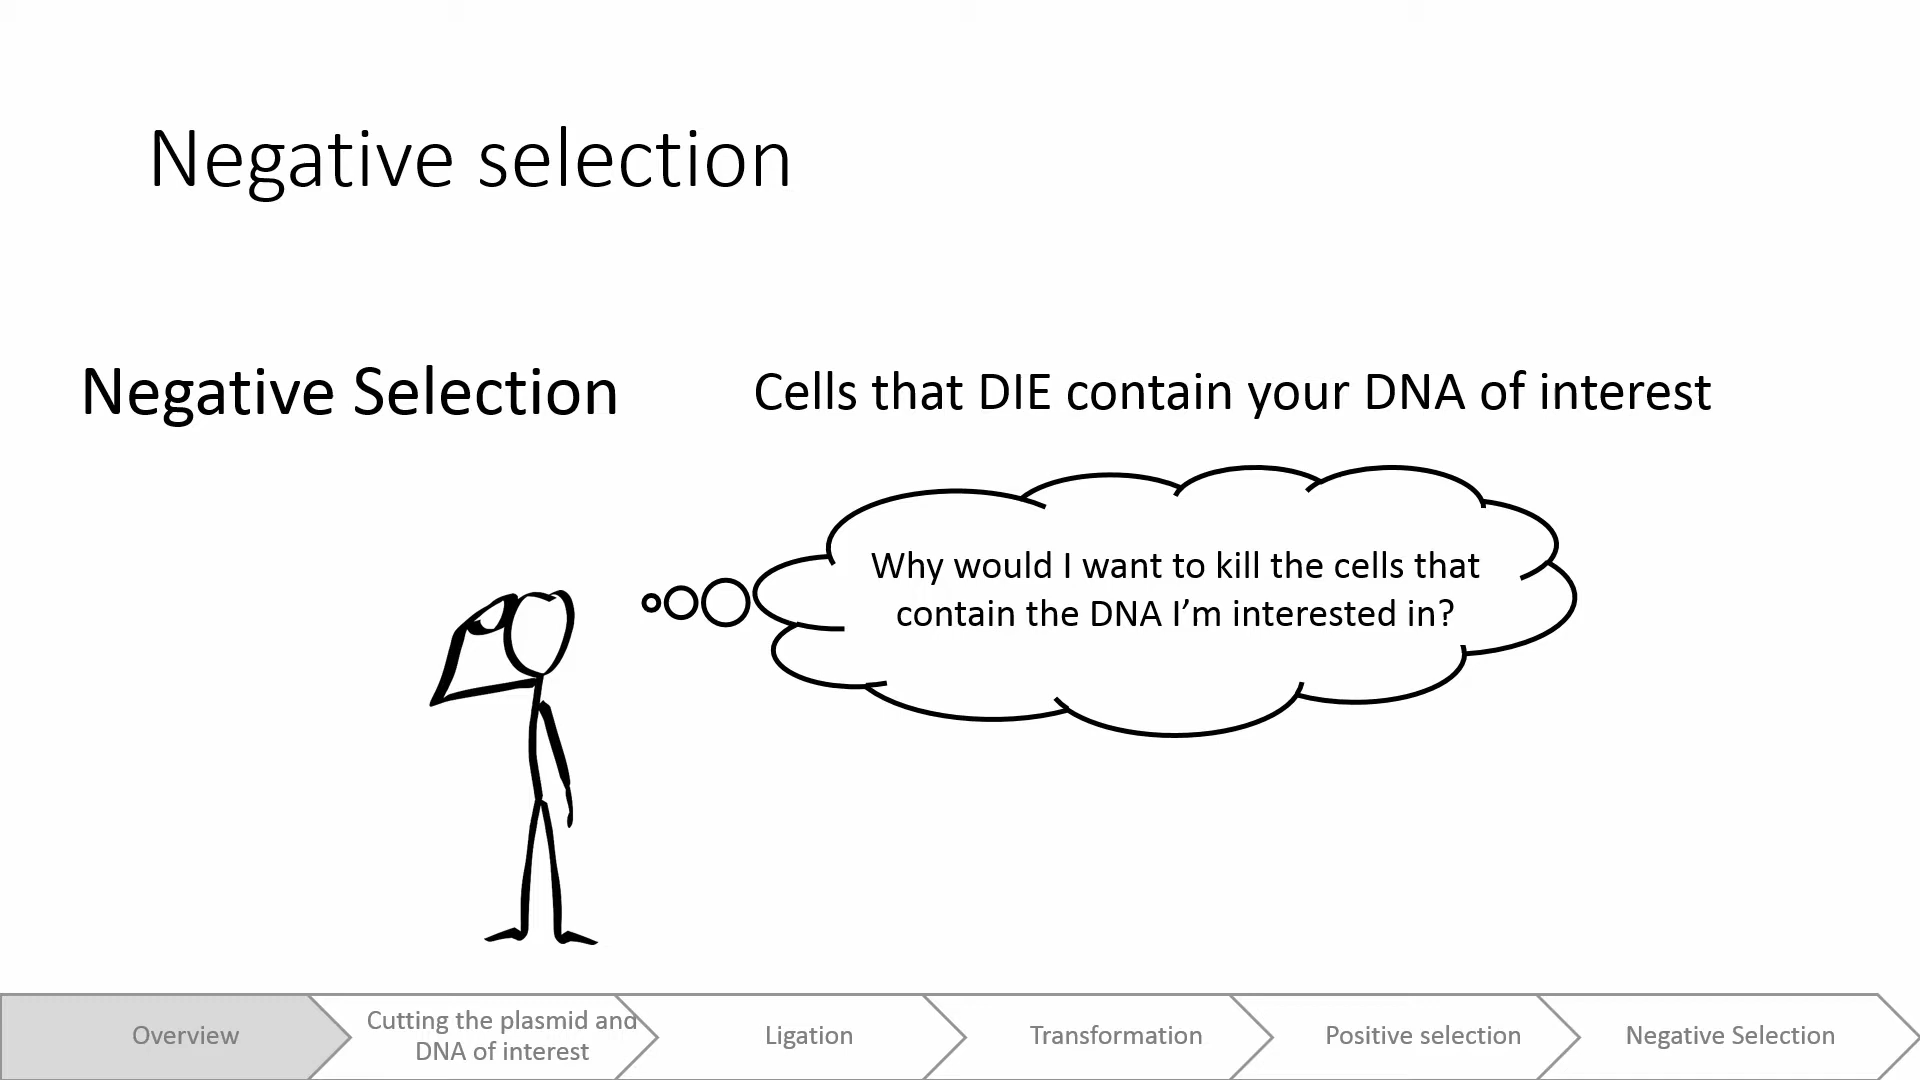 Negative selection
Negative Selection
Cells that DIE contain your DNA of interest
Why would I want to kill the cells that
contain the DNA I’m interested in?
Overview
Cutting the plasmid and
DNA of interest
Ligation
Transformation
Positive selection
Negative Selection